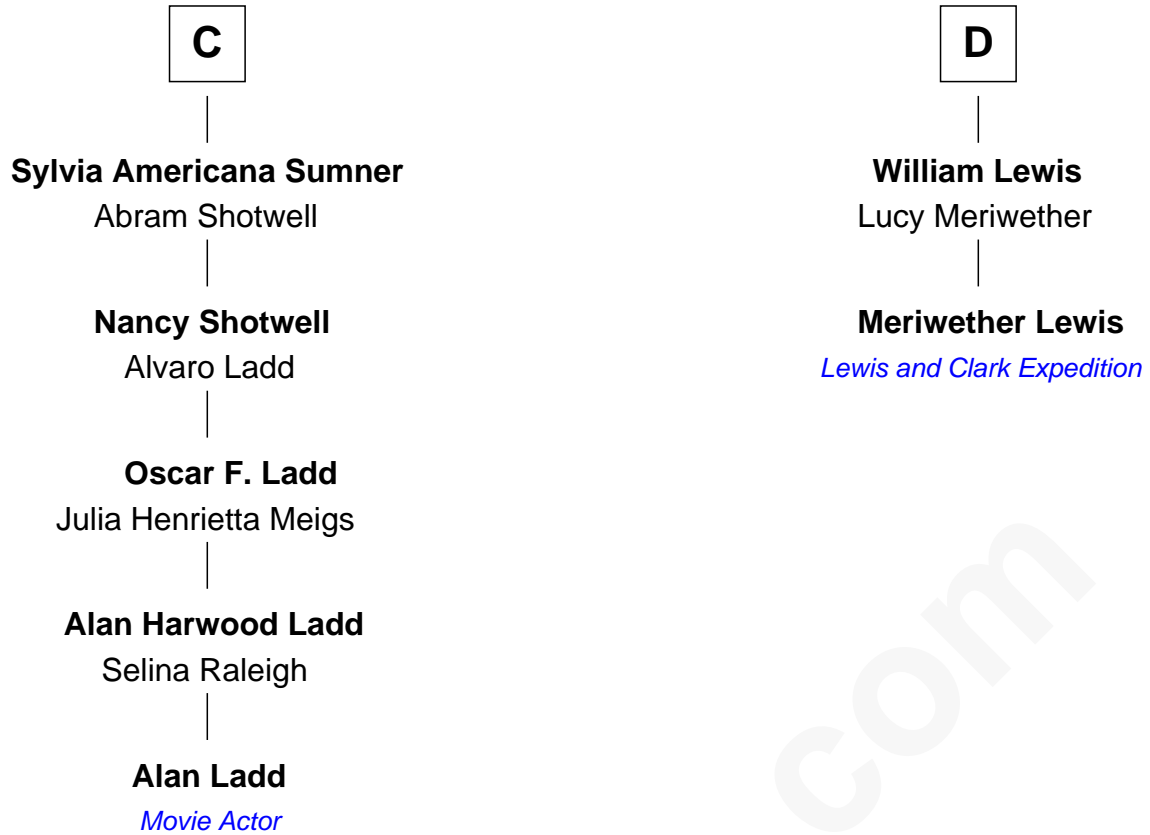 C
Sylvia Americana Sumner
Abram Shotwell
Nancy Shotwell
Alvaro Ladd
Oscar F. Ladd
Julia Henrietta Meigs
Alan Harwood Ladd
Selina Raleigh
Alan Ladd
Movie Actor
D
William Lewis
Lucy Meriwether
Meriwether Lewis
Lewis and Clark Expedition
com